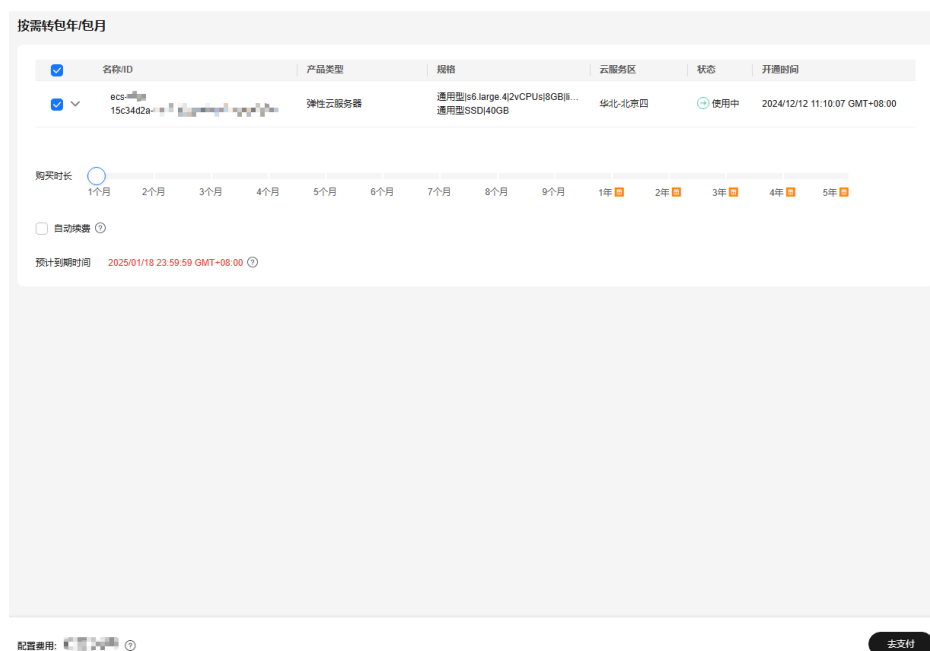 按需转包年/包月
名称/ID 产品类型 规格 云服务区 状态 开通时间
ecs-
15c34d2a-
弹性云服务器
通用型|s6.large.4|2vCPUs|8GB|li...
通用型SSD|40GB
华北-北京四
使用中
2024/12/12 11:10:07 GMT+08:00
购买时长
1个月 2个月 3个月 4个月 5个月 6个月 7个月 8个月 9个月 1年 2年 3年 4年 5年
自动续费 ?
预计到期时间 2025/01/18 23:59:59 GMT+08:00 ?
配置费用: ?
去支付